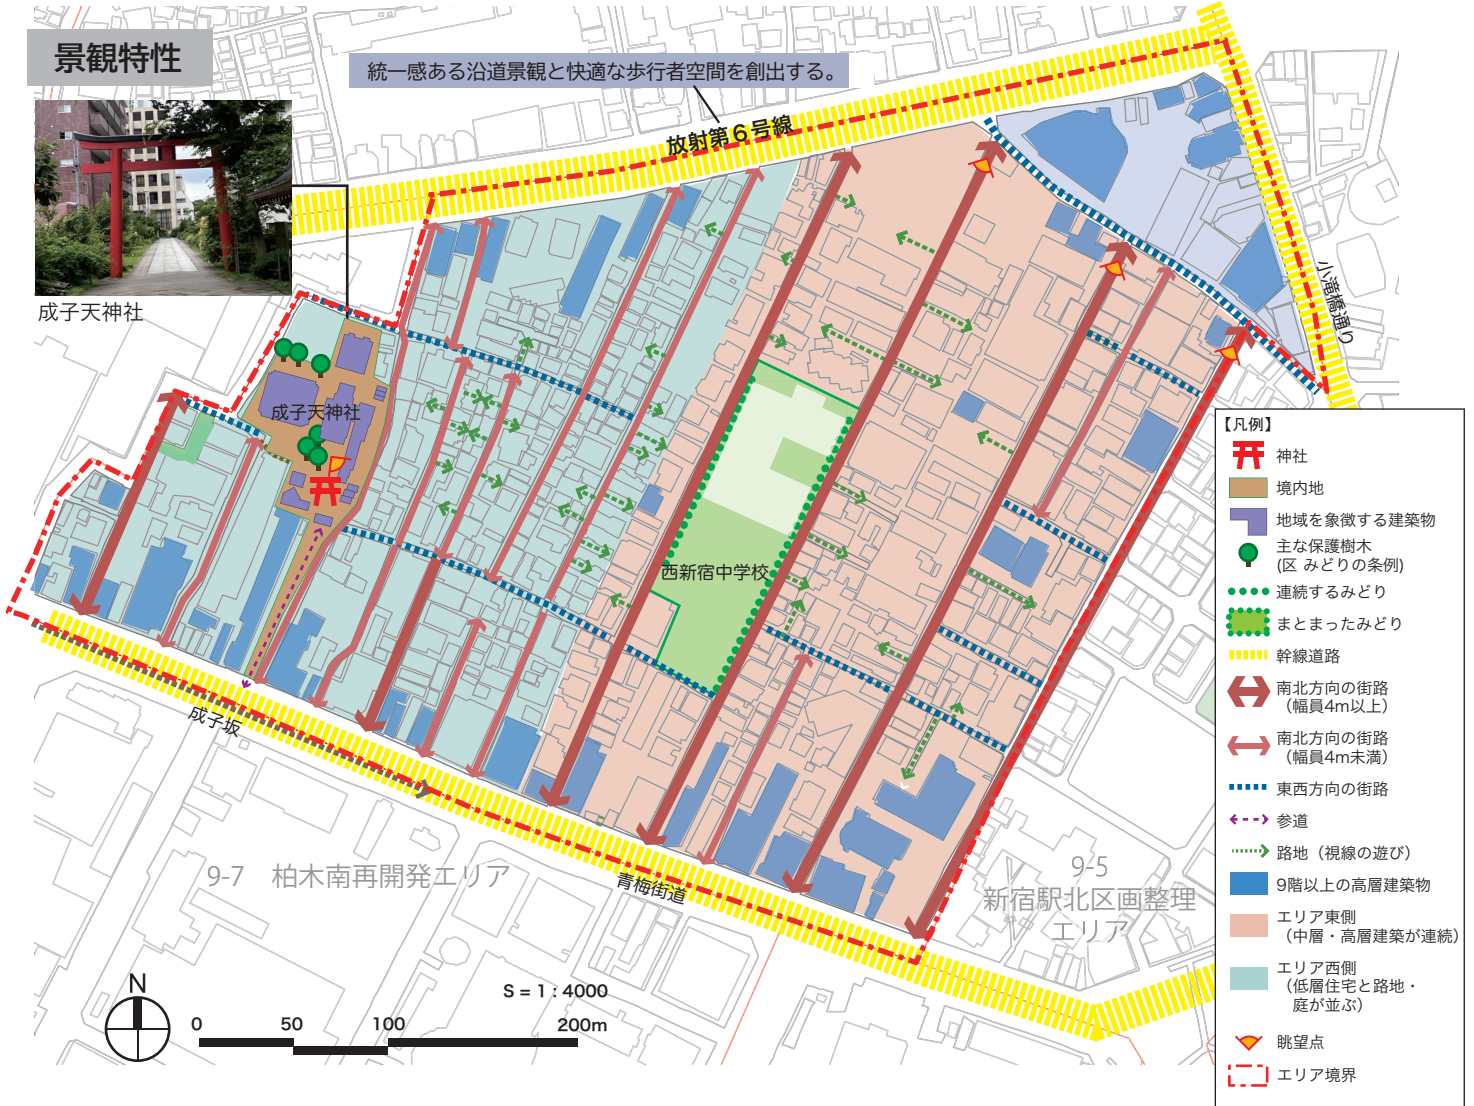 景観特性
統一感ある沿道景観と快適な歩行者空間を創出する。
放射第6号線
成子天神社
小滝橋通り
成子天神社
西新宿中学校
成子坂
青梅街道
9-7 柏木南再開発エリア
9-5
新宿駅北区画整理
エリア
N
S = 1 : 4000
0 50 100 200m
【凡例】
神社
境内地
地域を象徴する建築物
主な保護樹木
(区 みどりの条例)
連続するみどり
まとまったみどり
幹線道路
南北方向の街路
（幅員4m以上）
南北方向の街路
（幅員4m未満）
東西方向の街路
参道
路地（視線の遊び）
9階以上の高層建築物
エリア東側
（中層・高層建築が連続）
エリア西側
（低層住宅と路地・
庭が並ぶ）
眺望点
エリア境界